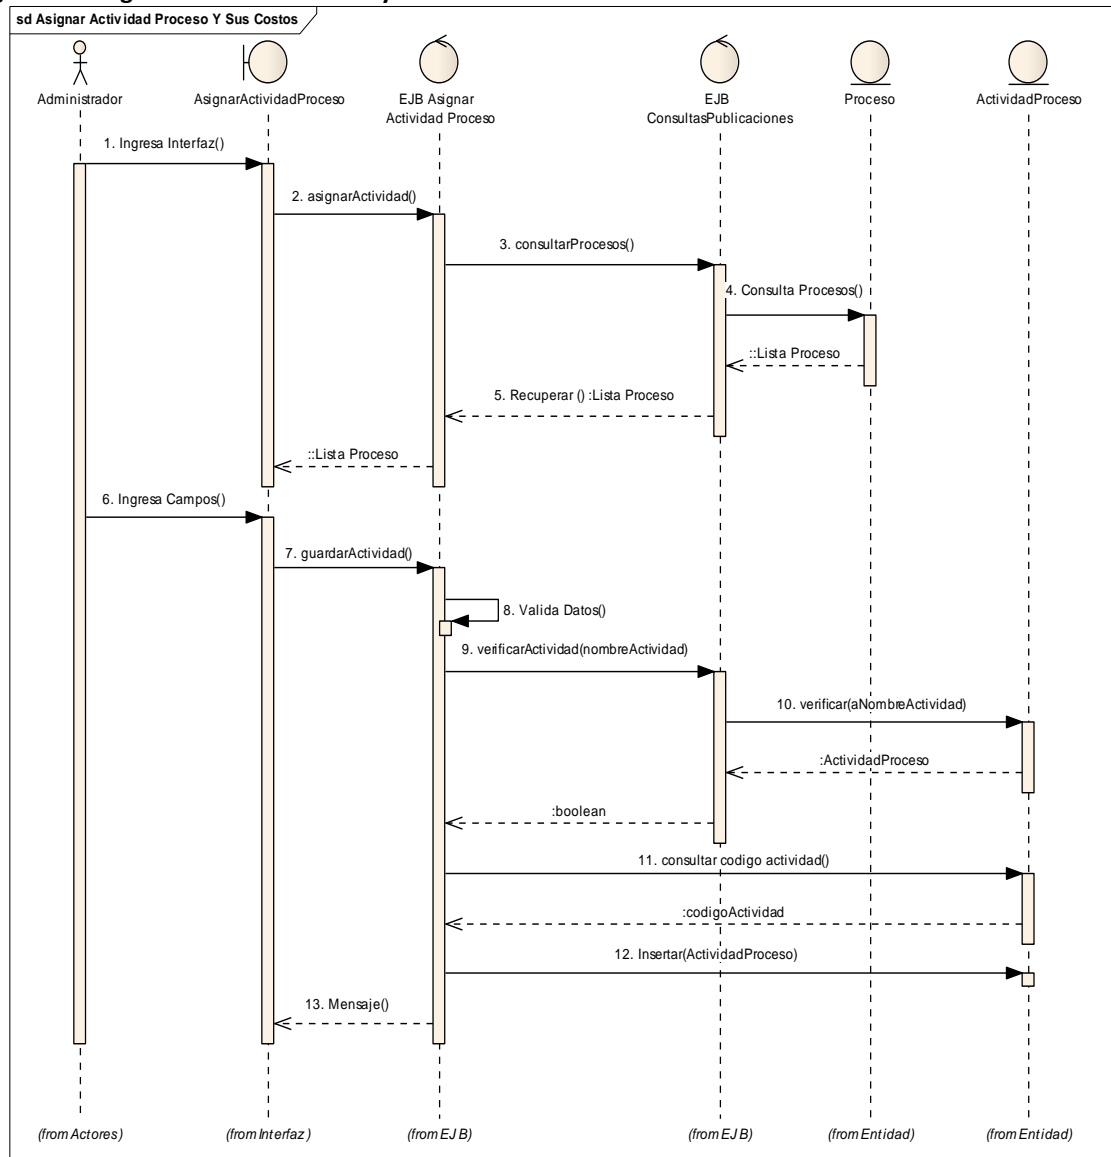 sd Asignar Actividad Proceso Y Sus Costos
Administrador
AsignarActividadProceso
EJB Asignar
Actividad Proceso
EJB
ConsultasPublicaciones
Proceso
ActividadProceso
1. Ingresa Interfaz()
2. asignarActividad()
3. consultarProcesos()
4. Consulta Procesos()
::Lista Proceso
5. Recuperar () :Lista Proceso
::Lista Proceso
6. Ingresa Campos()
7. guardarActividad()
8. Valida Datos()
9. verificarActividad(nombreActividad)
10. verificar(aNombreActividad)
:ActividadProceso
:boolean
11. consultar codigo actividad()
:codigoActividad
12. Insertar(ActividadProceso)
13. Mensaje()
(from Actores)
(from Interfaz)
(from EJB)
(from EJB)
(from Entidad)
(from Entidad)